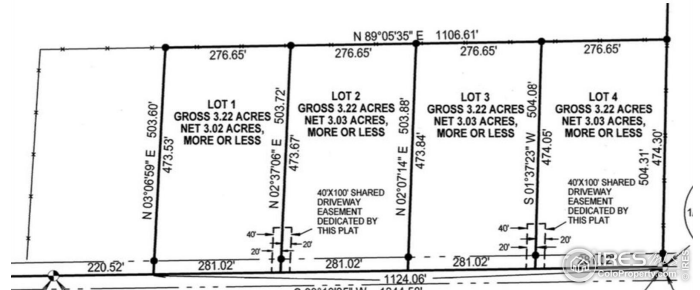 N 89°05'35" E 1106.61'
276.65'
276.65'
276.65'
276.65'
LOT 1
GROSS 3.22 ACRES
NET 3.02 ACRES,
MORE OR LESS
LOT 2
GROSS 3.22 ACRES
NET 3.03 ACRES,
MORE OR LESS
LOT 3
GROSS 3.22 ACRES
NET 3.03 ACRES,
MORE OR LESS
LOT 4
GROSS 3.22 ACRES
NET 3.03 ACRES,
MORE OR LESS
N 03°06'59" E 503.60'
473.53'
N 02°37'06" E 503.72'
473.67'
N 02°07'14" E 503.88'
473.84'
S 01°37'23" W 504.08'
474.05'
504.31'
474.30'
40'X100' SHARED
DRIVEWAY
EASEMENT
DEDICATED BY
THIS PLAT
40'
20'
20'
40'X100' SHARED
DRIVEWAY
EASEMENT
DEDICATED BY
THIS PLAT
40'
20'
20'
220.52'
281.02'
281.02'
281.02'
281.02'
1124.06'
IRES
ColoProperty.com